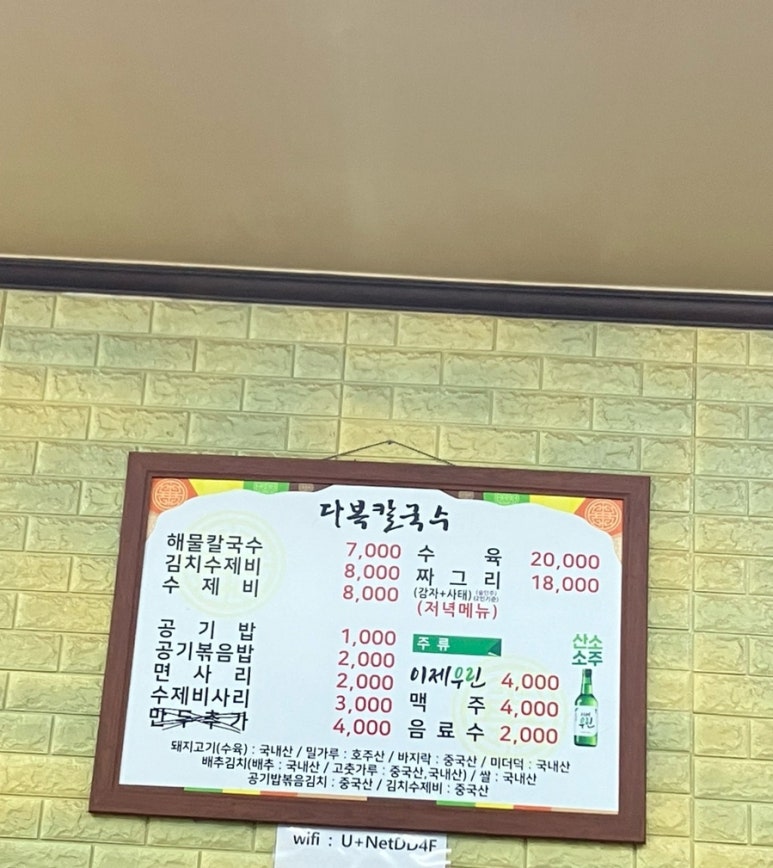 다복칼국수
해물칼국수 7,000
김치수제비 8,000
수 제 비 8,000
공 기 밥 1,000
공기볶음밥 2,000
면 사 리 2,000
수제비사리 3,000
만두추가 4,000
수 육 20,000
짜 그 리 18,000
(감자+사태)
(저녁메뉴)
주 류
이제우린 4,000
맥 주 4,000
음 료 수 2,000
산소
소주
돼지고기(수육) : 국내산 / 밀가루 : 호주산 / 바지락 : 중국산 / 미더덕 : 국내산
배추김치(배추 : 국내산 / 고춧가루 : 중국산,국내산) / 쌀 : 국내산
공기밥볶음김치 : 중국산 / 김치수제비 : 중국산
wifi : U+NetDD4F